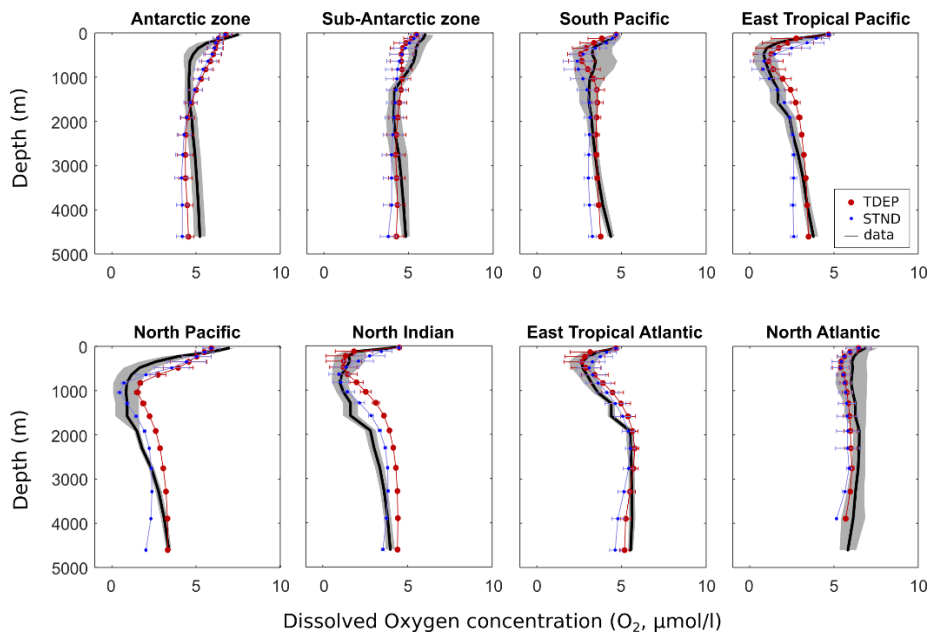 Antarctic zone
Sub-Antarctic zone
South Pacific
East Tropical Pacific
Depth (m)
0
1000
2000
3000
4000
5000
0 5 10
0 5 10
0 5 10
0 5 10
TDEP
STND
data
North Pacific
North Indian
East Tropical Atlantic
North Atlantic
Depth (m)
0
1000
2000
3000
4000
5000
0 5 10
0 5 10
0 5 10
0 5 10
Dissolved Oxygen concentration (O₂, μmol/l)